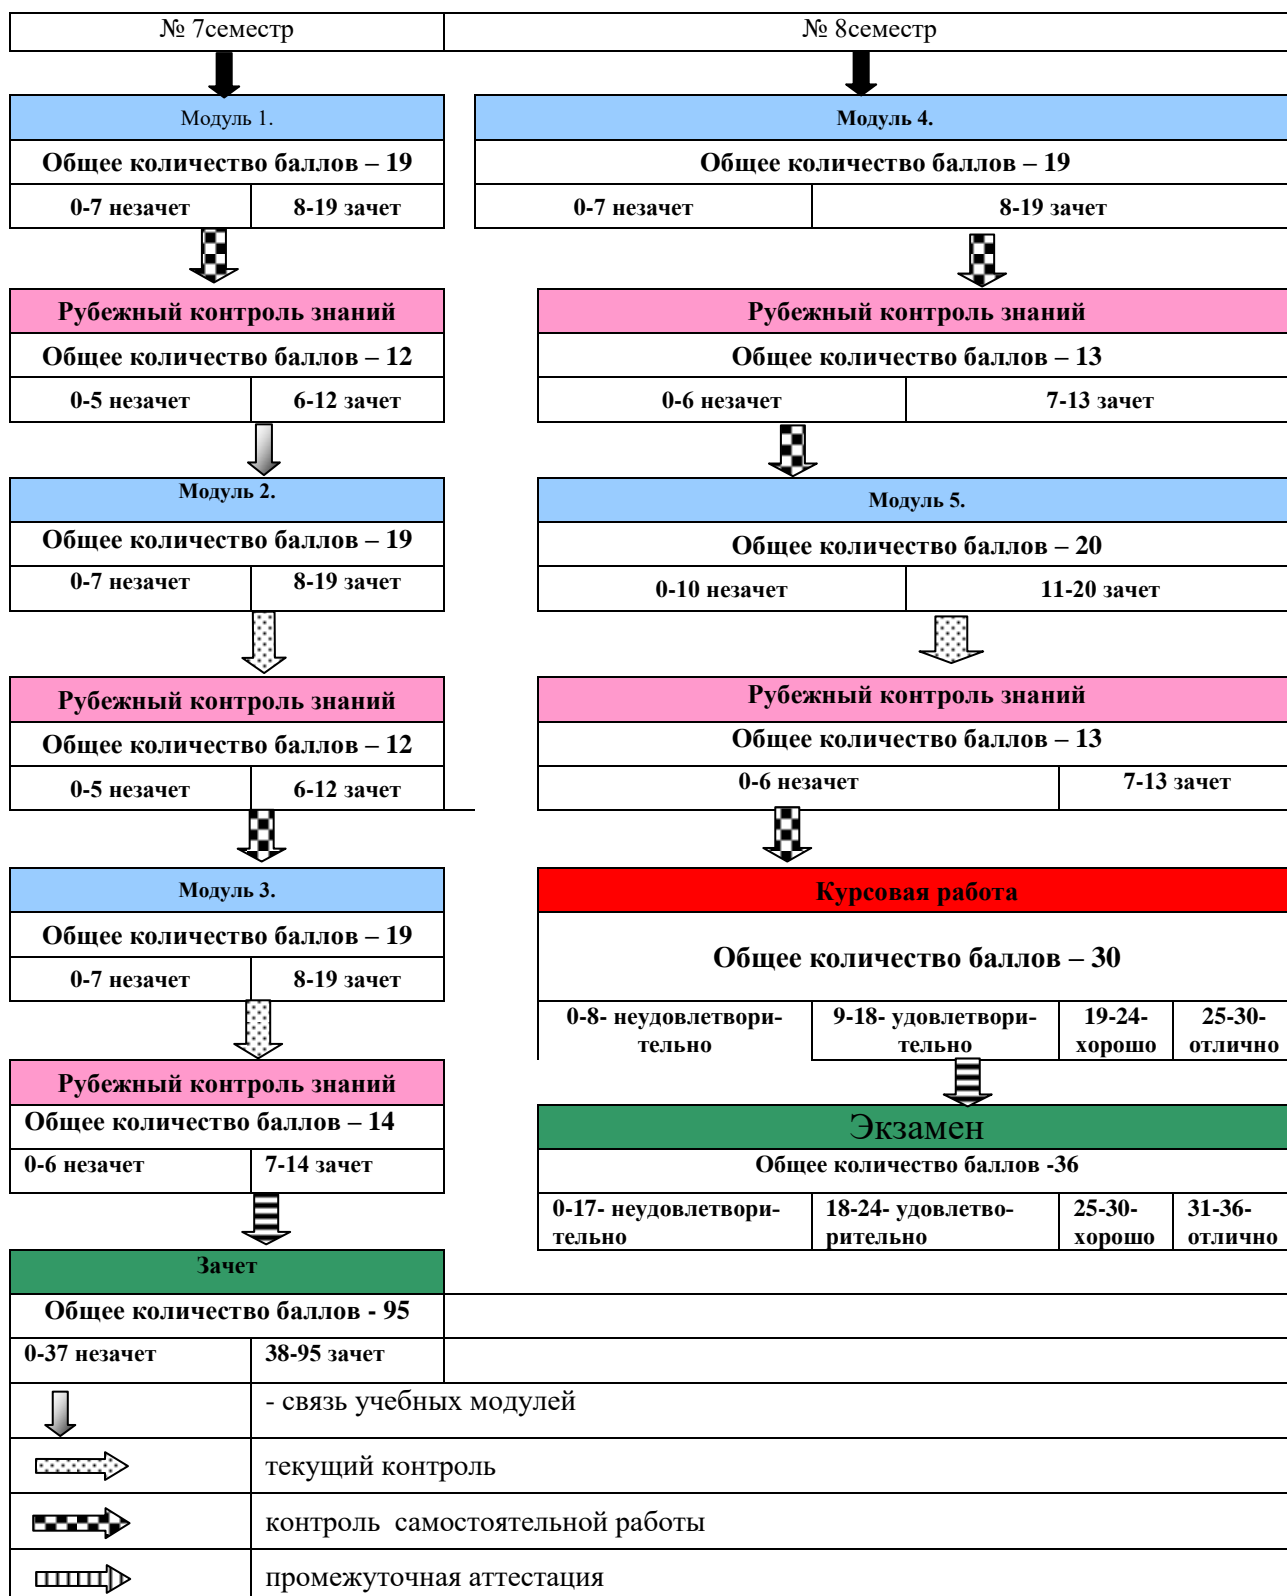 № 7семестр
№ 8семестр
Модуль 1.
Общее количество баллов – 19
0-7 незачет
8-19 зачет
Рубежный контроль знаний
Общее количество баллов – 12
0-5 незачет
6-12 зачет
Модуль 2.
Общее количество баллов – 19
0-7 незачет
8-19 зачет
Рубежный контроль знаний
Общее количество баллов – 12
0-5 незачет
6-12 зачет
Модуль 3.
Общее количество баллов – 19
0-7 незачет
8-19 зачет
Рубежный контроль знаний
Общее количество баллов – 14
0-6 незачет
7-14 зачет
Зачет
Общее количество баллов - 95
0-37 незачет
38-95 зачет
Модуль 4.
Общее количество баллов – 19
0-7 незачет
8-19 зачет
Рубежный контроль знаний
Общее количество баллов – 13
0-6 незачет
7-13 зачет
Модуль 5.
Общее количество баллов – 20
0-10 незачет
11-20 зачет
Рубежный контроль знаний
Общее количество баллов – 13
0-6 незачет
7-13 зачет
Курсовая работа
Общее количество баллов – 30
0-8- неудовлетвори-
тельно
9-18- удовлетвори-
тельно
19-24-
хорошо
25-30-
отлично
Экзамен
Общее количество баллов -36
0-17- неудовлетвори-
тельно
18-24- удовлетво-
рительно
25-30-
хорошо
31-36-
отлично
- связь учебных модулей
текущий контроль
контроль самостоятельной работы
промежуточная аттестация